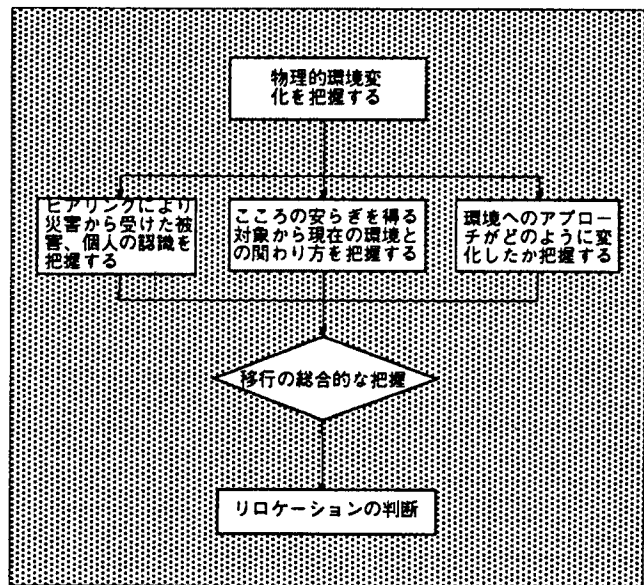 物理的環境変
化を把握する
ヒアリングにより
災害から受けた被
害、個人の認識を
把握する
こころの安らぎを得る
対象から現在の環境と
の関わり方を把握する
環境へのアプロー
チがどのように変
化したか把握する
移行の総合的な把握
リロケーションの判断